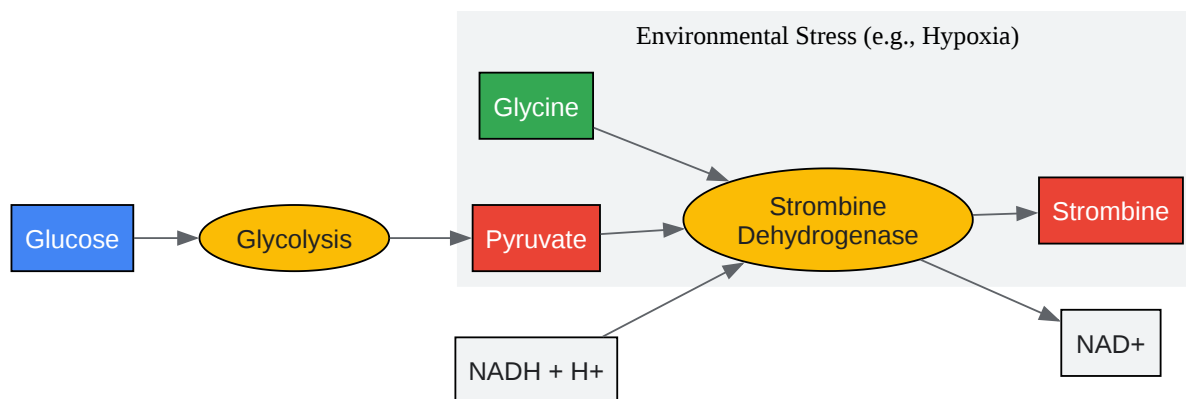 Environmental Stress (e.g., Hypoxia)
Glycine
Glucose
Glycolysis
Pyruvate
Strombine
Dehydrogenase
Strombine
NADH + H+
NAD+